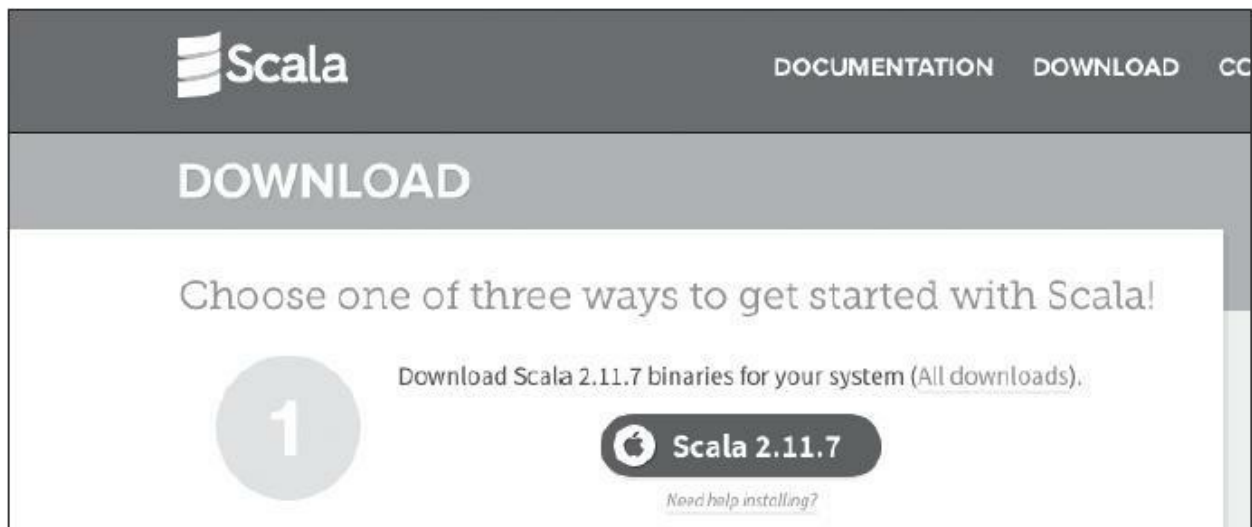 Scala
DOCUMENTATION DOWNLOAD CO
DOWNLOAD
Choose one of three ways to get started with Scala!
1
Download Scala 2.11.7 binaries for your system (All downloads).
Scala 2.11.7
Need help installing?